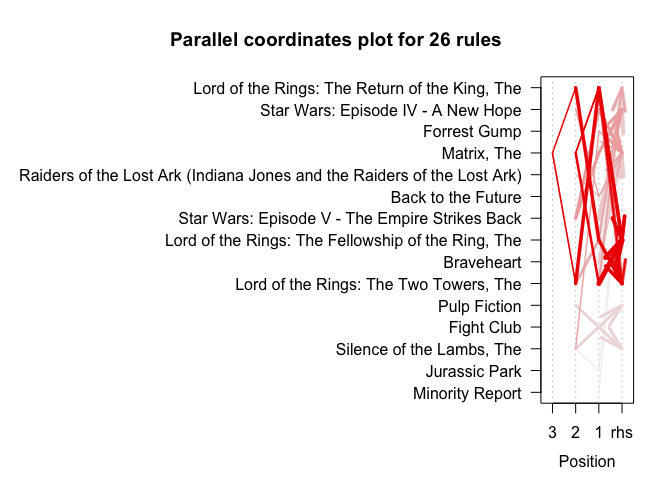 Parallel coordinates plot for 26 rules
Lord of the Rings: The Return of the King, The
Star Wars: Episode IV - A New Hope
Forrest Gump
Matrix, The
Raiders of the Lost Ark (Indiana Jones and the Raiders of the Lost Ark)
Back to the Future
Star Wars: Episode V - The Empire Strikes Back
Lord of the Rings: The Fellowship of the Ring, The
Braveheart
Lord of the Rings: The Two Towers, The
Pulp Fiction
Fight Club
Silence of the Lambs, The
Jurassic Park
Minority Report
3 2 1 rhs
Position